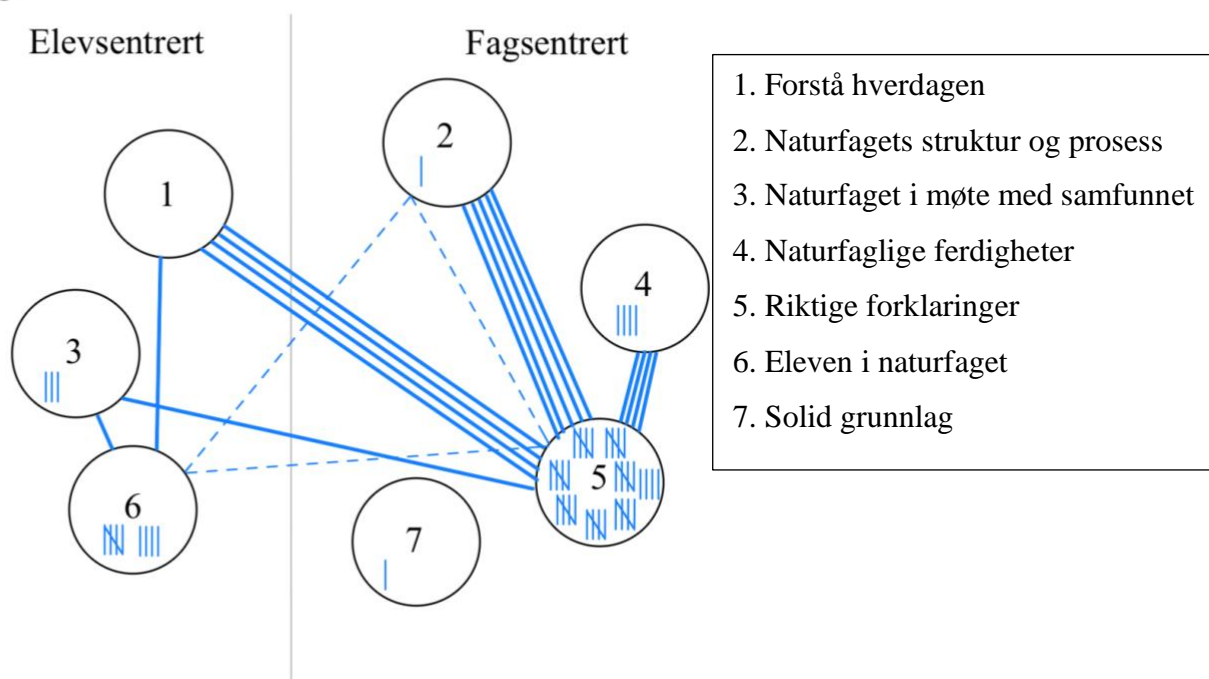 Elevsentrert
Fagsentrert
1
2
3
4
5
6
7
1. Forstå hverdagen
2. Naturfagets struktur og prosess
3. Naturfaget i møte med samfunnet
4. Naturfaglige ferdigheter
5. Riktige forklaringer
6. Eleven i naturfaget
7. Solid grunnlag